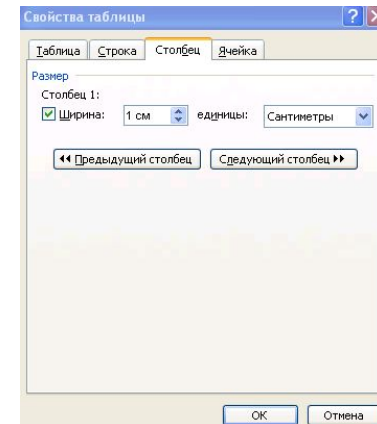 Свойства таблицы
Таблица Строка Столбец Ячейка
Размер
Столбец 1:
Ширина: 1 см единицы: Сантиметры
Предыдущий столбец Следующий столбец
ОК Отмена